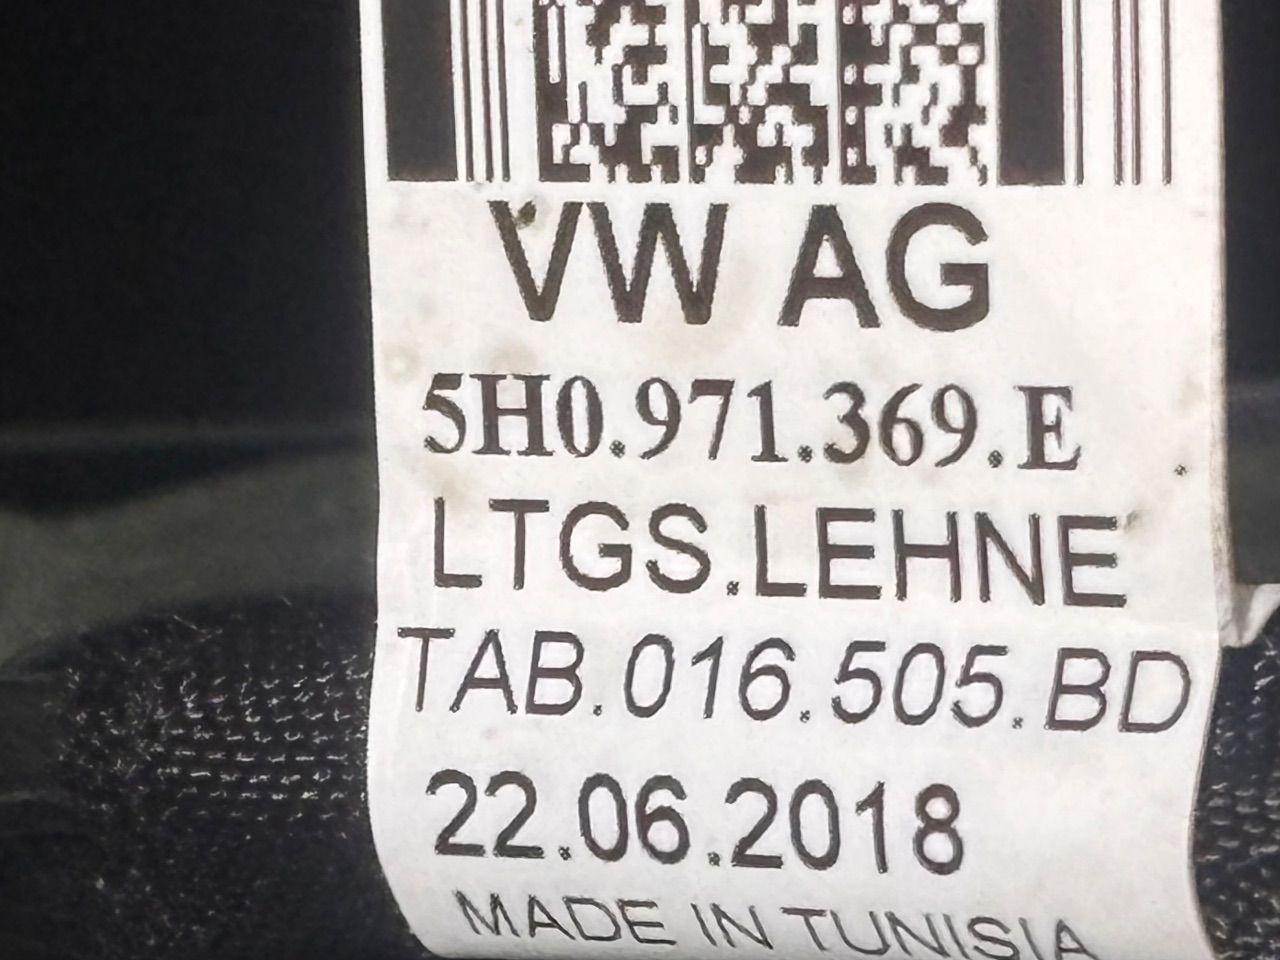 VW AG
5H0.971.369.E
LTGS.LEHNE
TAB.016.505.BD
22.06.2018
MADE IN TUNISIA